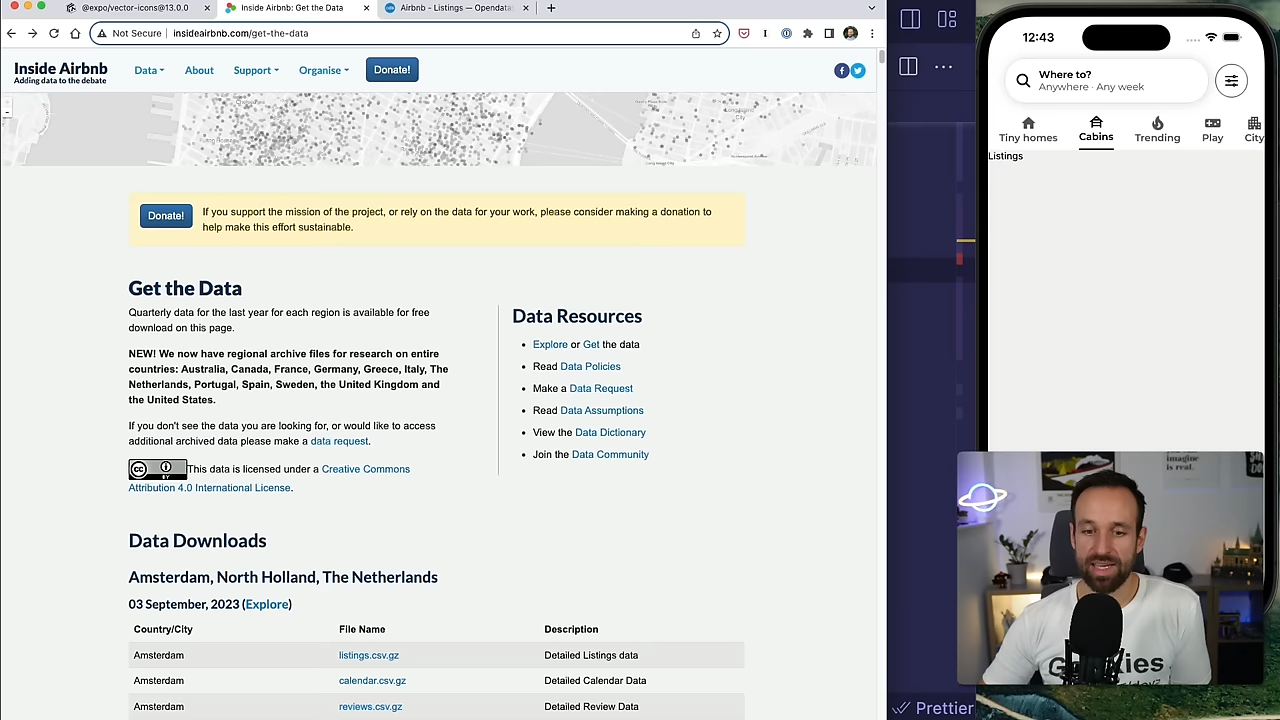 @expo/vector-icons@13.0.0
Inside Airbnb: Get the Data
Airbnb - Listings — Opendata
Not Secure
insideairbnb.com/get-the-data
Inside Airbnb
Adding data to the debate
Data
About
Support
Organise
Donate!
Donate!
If you support the mission of the project, or rely on the data for your work, please consider making a donation to
help make this effort sustainable.
Get the Data
Quarterly data for the last year for each region is available for free
download on this page.
NEW! We now have regional archive files for research on entire
countries: Australia, Canada, France, Germany, Greece, Italy, The
Netherlands, Portugal, Spain, Sweden, the United Kingdom and
the United States.
If you don't see the data you are looking for, or would like to access
additional archived data please make a data request.
This data is licensed under a Creative Commons
Attribution 4.0 International License.
Data Resources
Explore or Get the data
Read Data Policies
Make a Data Request
Read Data Assumptions
View the Data Dictionary
Join the Data Community
Data Downloads
Amsterdam, North Holland, The Netherlands
03 September, 2023 (Explore)
Country/City File Name Description
Amsterdam listings.csv.gz Detailed Listings data
Amsterdam calendar.csv.gz Detailed Calendar Data
Amsterdam reviews.csv.gz Detailed Review Data
12:43
Where to?
Anywhere · Any week
Tiny homes
Cabins
Trending
Play
City
Listings
imagine
is real.
Prettier